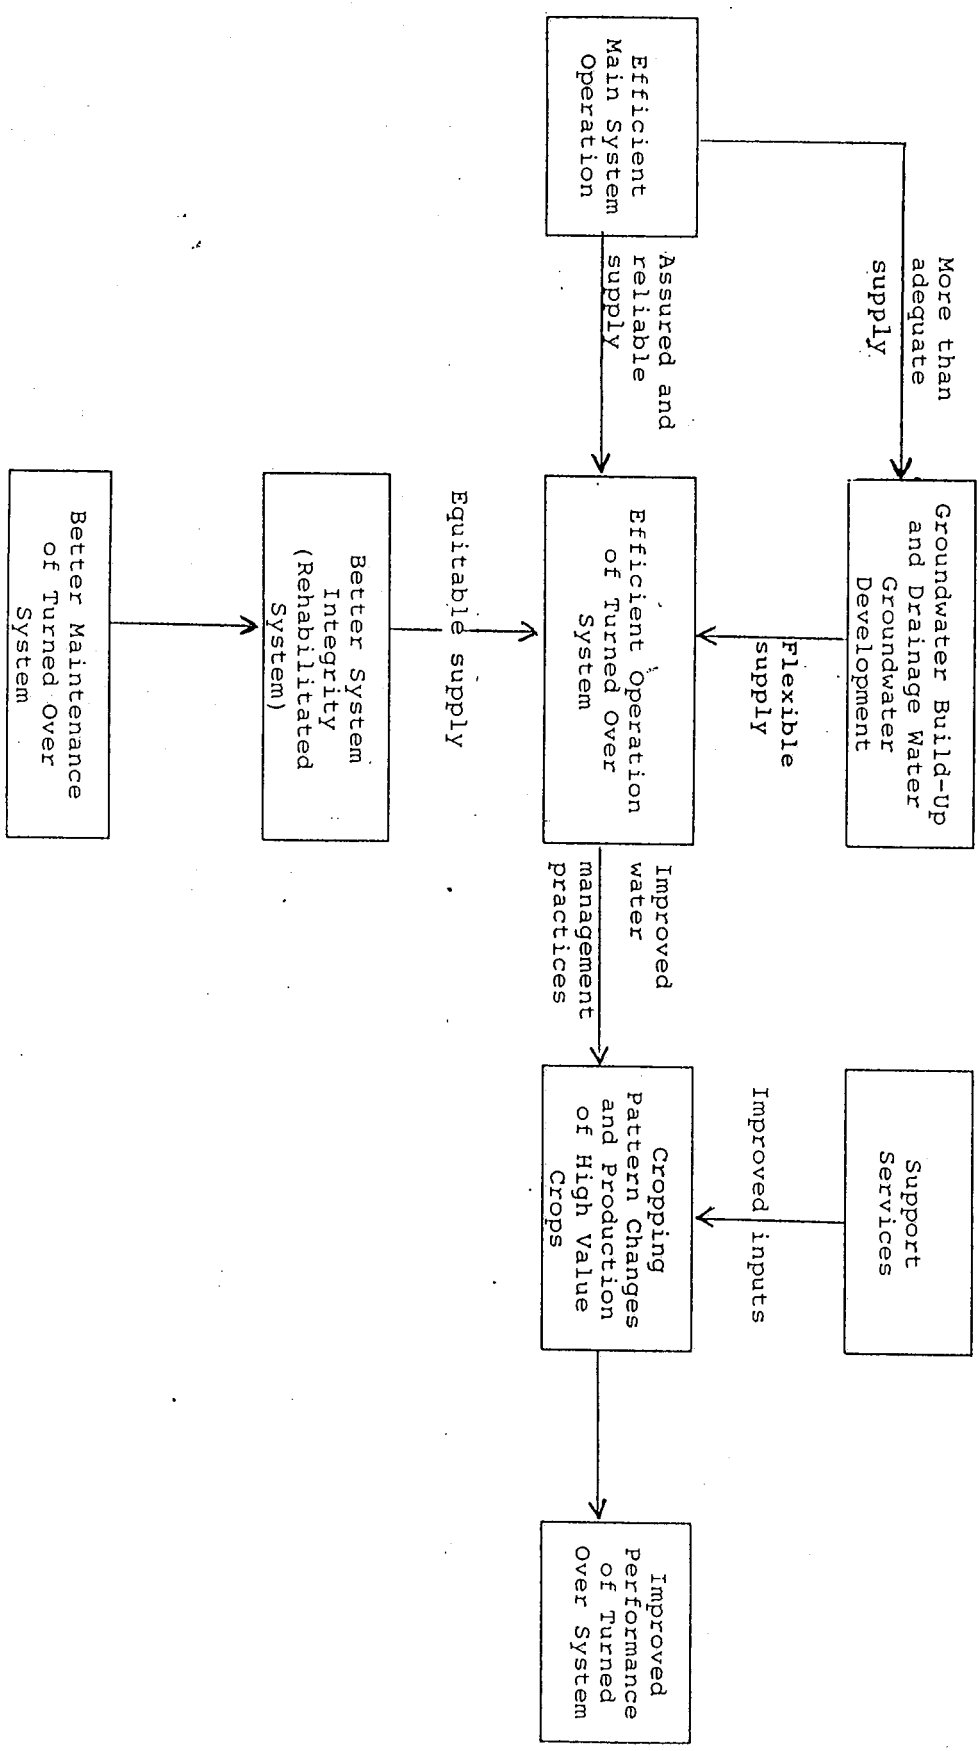 Efficient
Main System
Operation
More than
adequate
supply
Assured and
reliable
supply
Groundwater Build-Up
and Drainage Water
Groundwater
Development
Flexible
supply
Efficient Operation
of Turned Over
System
Equitable supply
Better System
Integrity
(Rehabilitated
System)
Better Maintenance
of Turned Over
System
Improved
water
management
practices
Support
Services
Improved inputs
Cropping
Pattern Changes
and Production
of High Value
Crops
Improved
Performance
of Turned
Over System